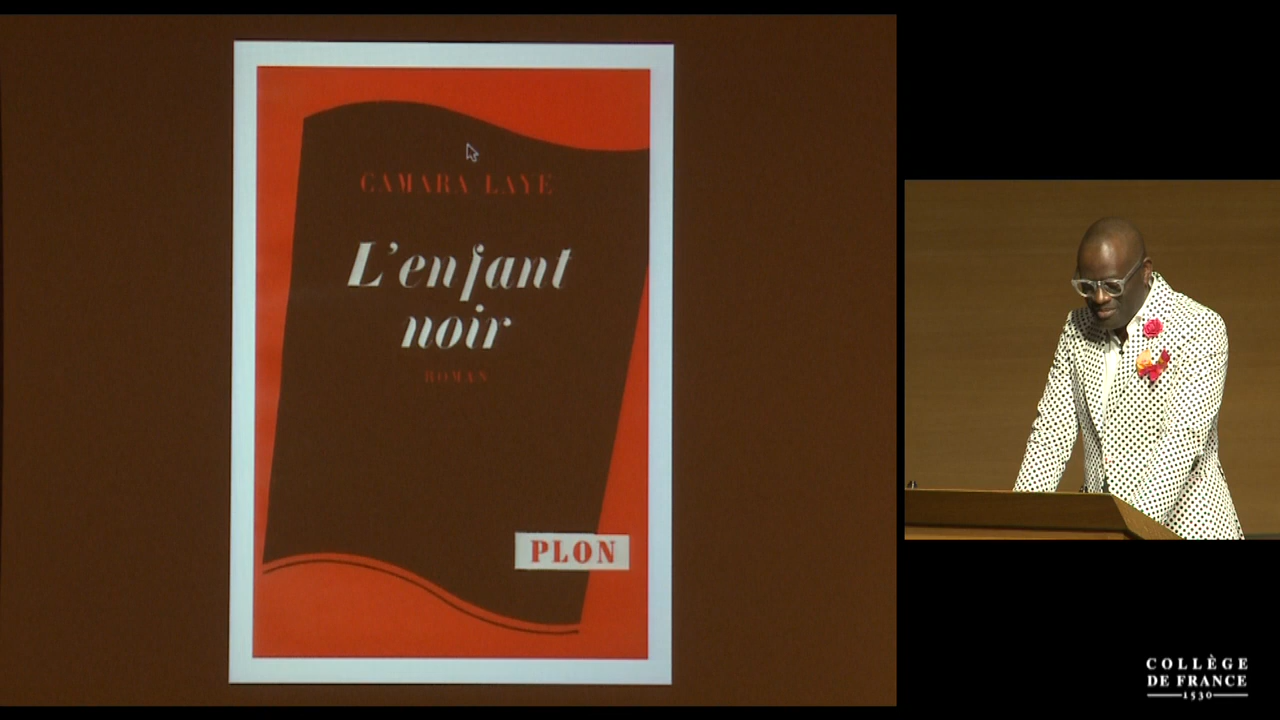 CAMARA LAYE
L'enfant
noir
ROMAN
PLON
COLLÈGE
DE FRANCE
1530